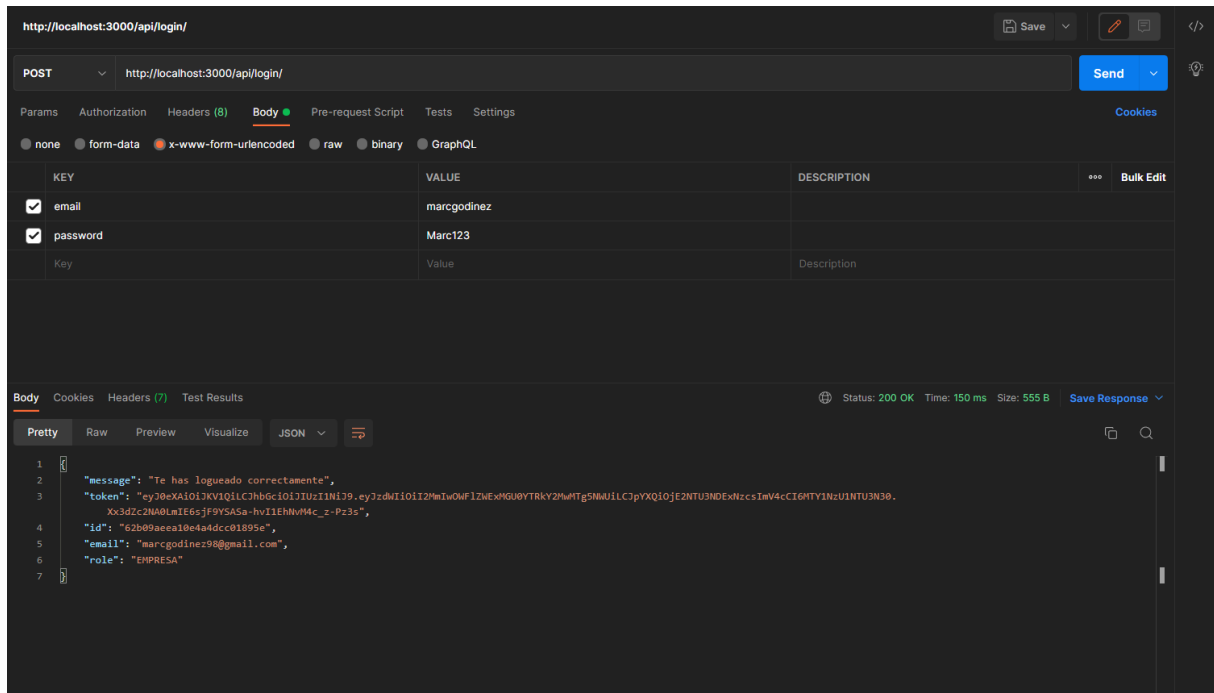 http://localhost:3000/api/login/
Save
</>
POST http://localhost:3000/api/login/ Send
Params Authorization Headers (8) Body Pre-request Script Tests Settings Cookies
none form-data x-www-form-urlencoded raw binary GraphQL
KEY VALUE DESCRIPTION ooo Bulk Edit
email marcgodinez
password Marc123
Key Value Description
Body Cookies Headers (7) Test Results Status: 200 OK Time: 150 ms Size: 555 B Save Response
Pretty Raw Preview Visualize JSON
1 {
2 "message": "Te has logueado correctamente",
3 "token": "eyJ0eXAiOiJKV1QiLCJhbGciOiJIUzI1NiJ9.eyJzdWIiOiI2MmIwOWFlZWExMGU0YTRkY2MwMTg5NWUiLCJpYXQiOjE2NTU3NDExNzcsImV4cCI6MTY1NzU1NTU3N30.
Xx3dZc2NA0LmIE6sjF9YSASa-hvI1EhNvM4c_z-Pz3s",
4 "id": "62b09aeea10e4a4dcc01895e",
5 "email": "marcgodinez98@gmail.com",
6 "role": "EMPRESA"
7 }